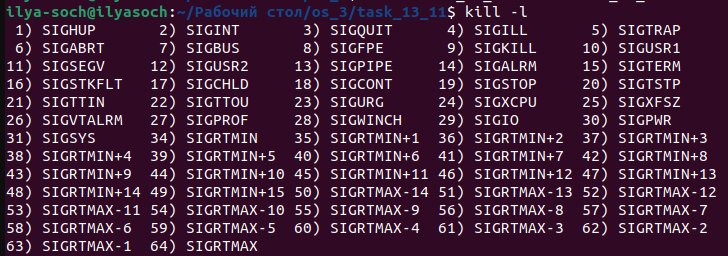 ilya-soch@ilyasoch:~/Рабочий стол/os_3/task_13_11$ kill -l
1) SIGHUP 2) SIGINT 3) SIGQUIT 4) SIGILL 5) SIGTRAP
6) SIGABRT 7) SIGBUS 8) SIGFPE 9) SIGKILL 10) SIGUSR1
11) SIGSEGV 12) SIGUSR2 13) SIGPIPE 14) SIGALRM 15) SIGTERM
16) SIGSTKFLT 17) SIGCHLD 18) SIGCONT 19) SIGSTOP 20) SIGTSTP
21) SIGTTIN 22) SIGTTOU 23) SIGURG 24) SIGXCPU 25) SIGXFSZ
26) SIGVTALRM 27) SIGPROF 28) SIGWINCH 29) SIGIO 30) SIGPWR
31) SIGSYS 34) SIGRTMIN 35) SIGRTMIN+1 36) SIGRTMIN+2 37) SIGRTMIN+3
38) SIGRTMIN+4 39) SIGRTMIN+5 40) SIGRTMIN+6 41) SIGRTMIN+7 42) SIGRTMIN+8
43) SIGRTMIN+9 44) SIGRTMIN+10 45) SIGRTMIN+11 46) SIGRTMIN+12 47) SIGRTMIN+13
48) SIGRTMIN+14 49) SIGRTMIN+15 50) SIGRTMAX-14 51) SIGRTMAX-13 52) SIGRTMAX-12
53) SIGRTMAX-11 54) SIGRTMAX-10 55) SIGRTMAX-9 56) SIGRTMAX-8 57) SIGRTMAX-7
58) SIGRTMAX-6 59) SIGRTMAX-5 60) SIGRTMAX-4 61) SIGRTMAX-3 62) SIGRTMAX-2
63) SIGRTMAX-1 64) SIGRTMAX